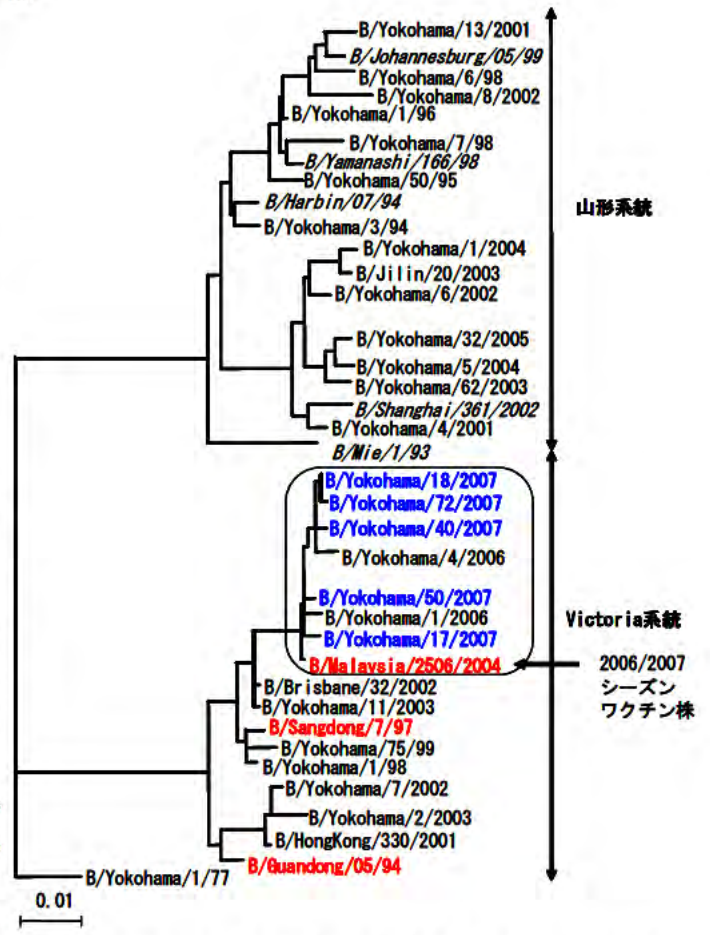 B/Yokohama/13/2001
B/Johannesburg/05/99
B/Yokohama/6/98
B/Yokohama/8/2002
B/Yokohama/1/96
B/Yokohama/7/98
B/Yamanashi/166/98
B/Yokohama/50/95
B/Harbin/07/94
B/Yokohama/3/94
山形系統
B/Yokohama/1/2004
B/Jilin/20/2003
B/Yokohama/6/2002
B/Yokohama/32/2005
B/Yokohama/5/2004
B/Yokohama/62/2003
B/Shanghai/361/2002
B/Yokohama/4/2001
B/Mie/1/93
B/Yokohama/18/2007
B/Yokohama/72/2007
B/Yokohama/40/2007
B/Yokohama/4/2006
B/Yokohama/50/2007
B/Yokohama/1/2006
Victoria系統
B/Yokohama/17/2007
B/Malaysia/2506/2004
2006/2007
シーズン
ワクチン株
B/Brisbane/32/2002
B/Yokohama/11/2003
B/Sangdong/7/97
B/Yokohama/75/99
B/Yokohama/1/98
B/Yokohama/7/2002
B/Yokohama/2/2003
B/HongKong/330/2001
B/Guandong/05/94
B/Yokohama/1/77
0.01